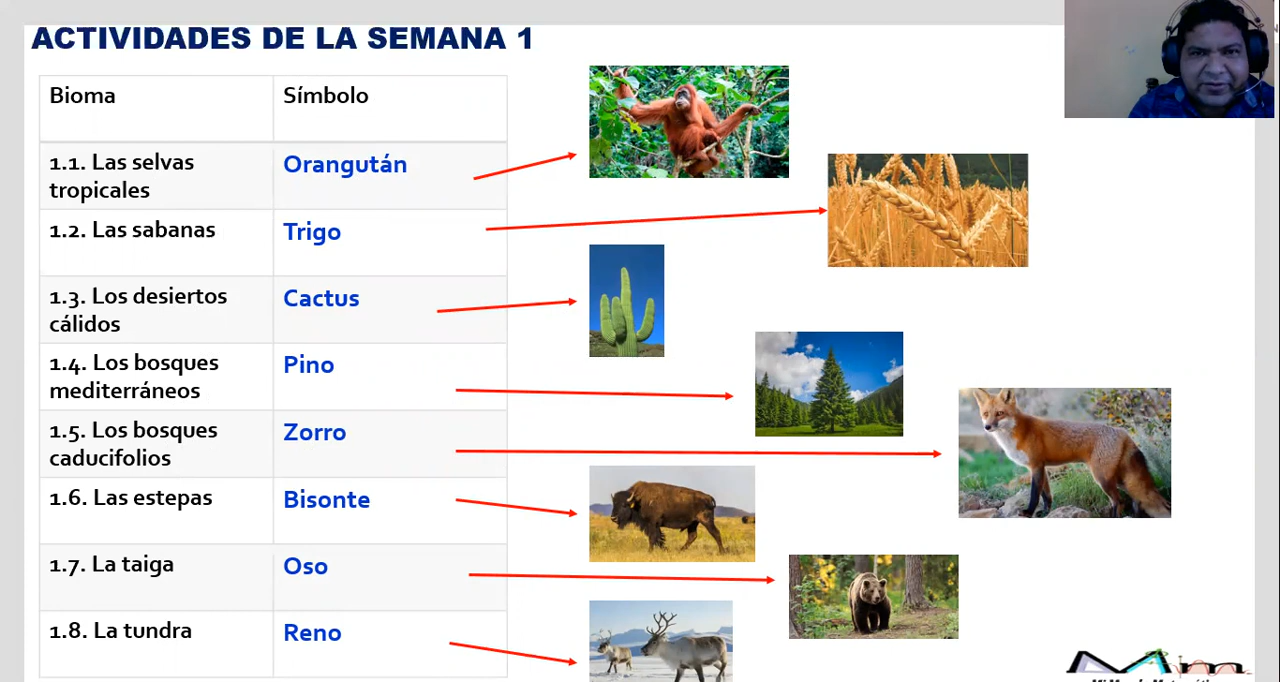 ACTIVIDADES DE LA SEMANA 1
Bioma Símbolo
1.1. Las selvas tropicales Orangután
1.2. Las sabanas Trigo
1.3. Los desiertos cálidos Cactus
1.4. Los bosques mediterráneos Pino
1.5. Los bosques caducifolios Zorro
1.6. Las estepas Bisonte
1.7. La taiga Oso
1.8. La tundra Reno